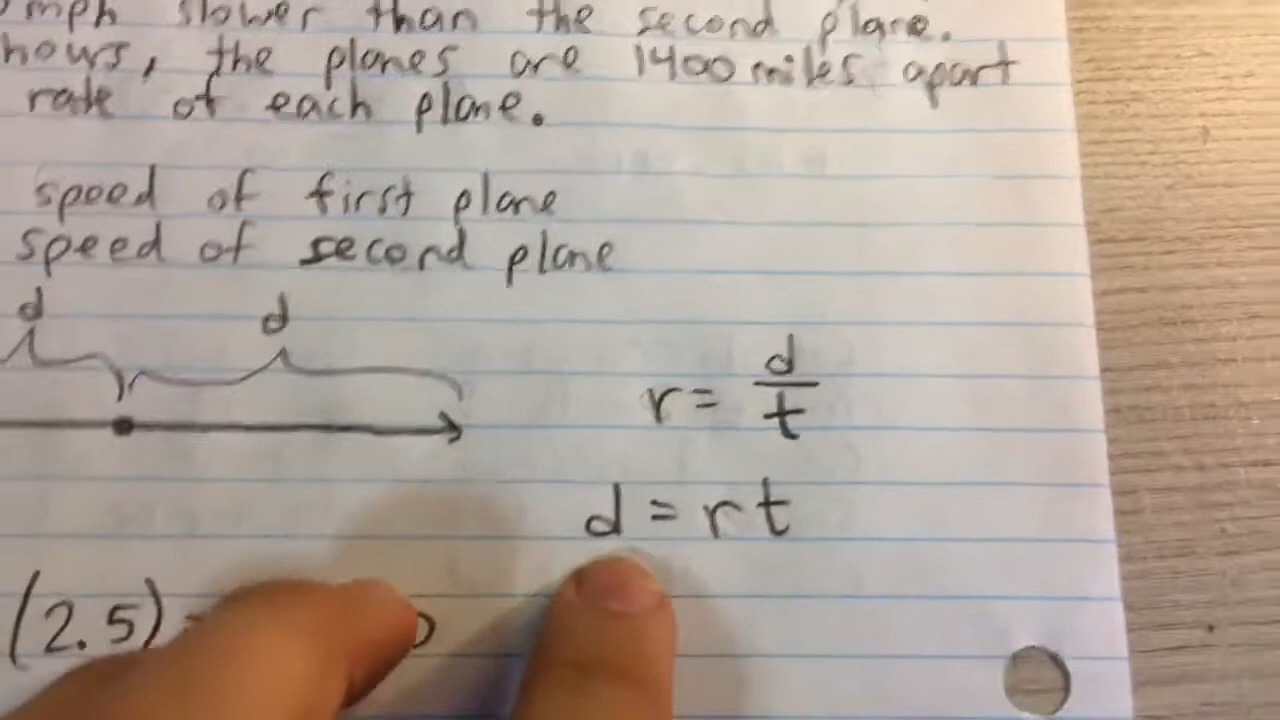 mph slower than the second plane.
hours, the planes are 1400 miles apart
rate of each plane.
speed of first plane
speed of second plane
d d
r = d/t
d = rt
(2.5)